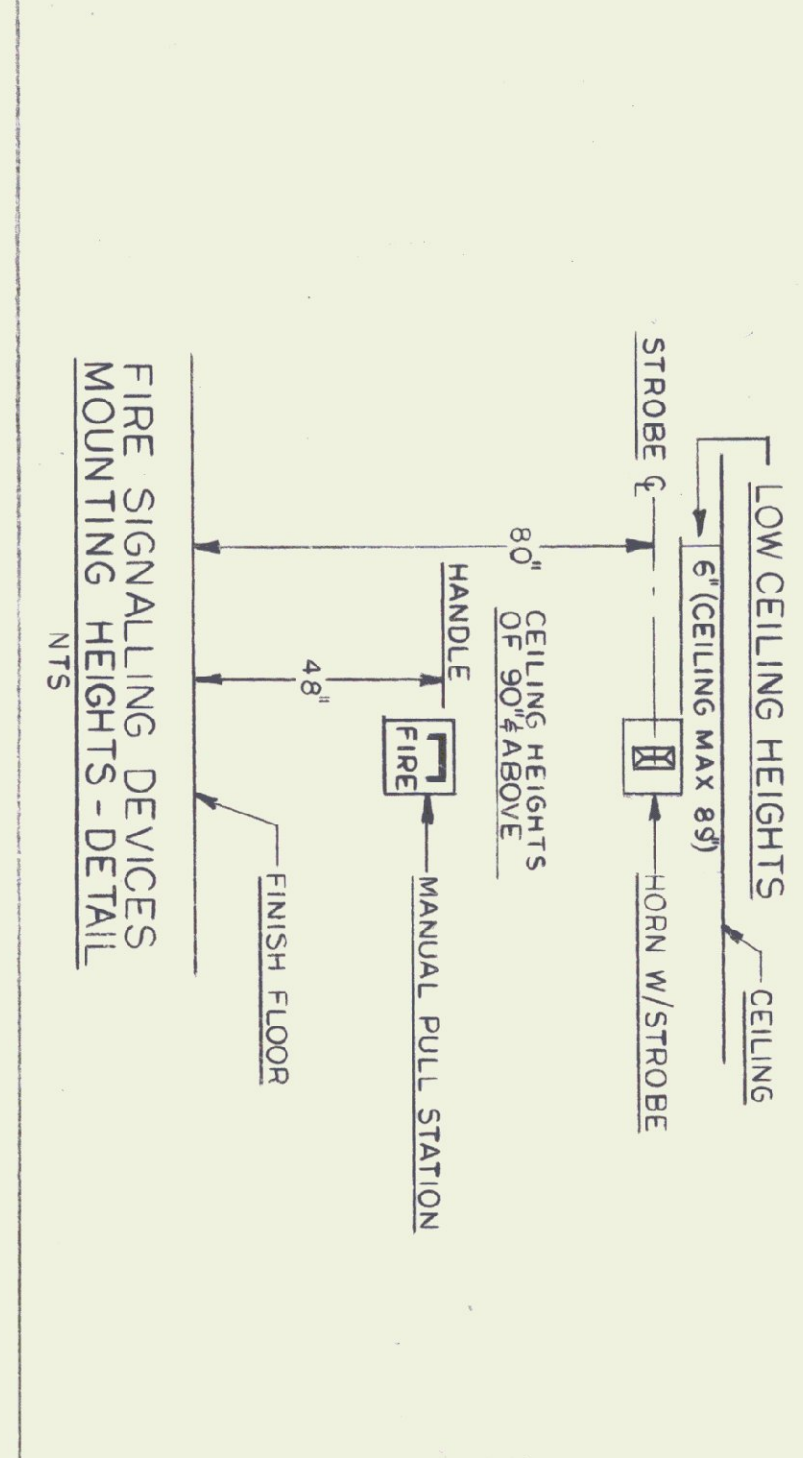 LOW CEILING HEIGHTS
CEILING
6" (CEILING MAX 89")
STROBE ℄
HORN W/STROBE
80"
CEILING HEIGHTS
OF 90" & ABOVE
HANDLE
FIRE
MANUAL PULL STATION
48"
FINISH FLOOR
FIRE SIGNALLING DEVICES
MOUNTING HEIGHTS - DETAIL
NTS